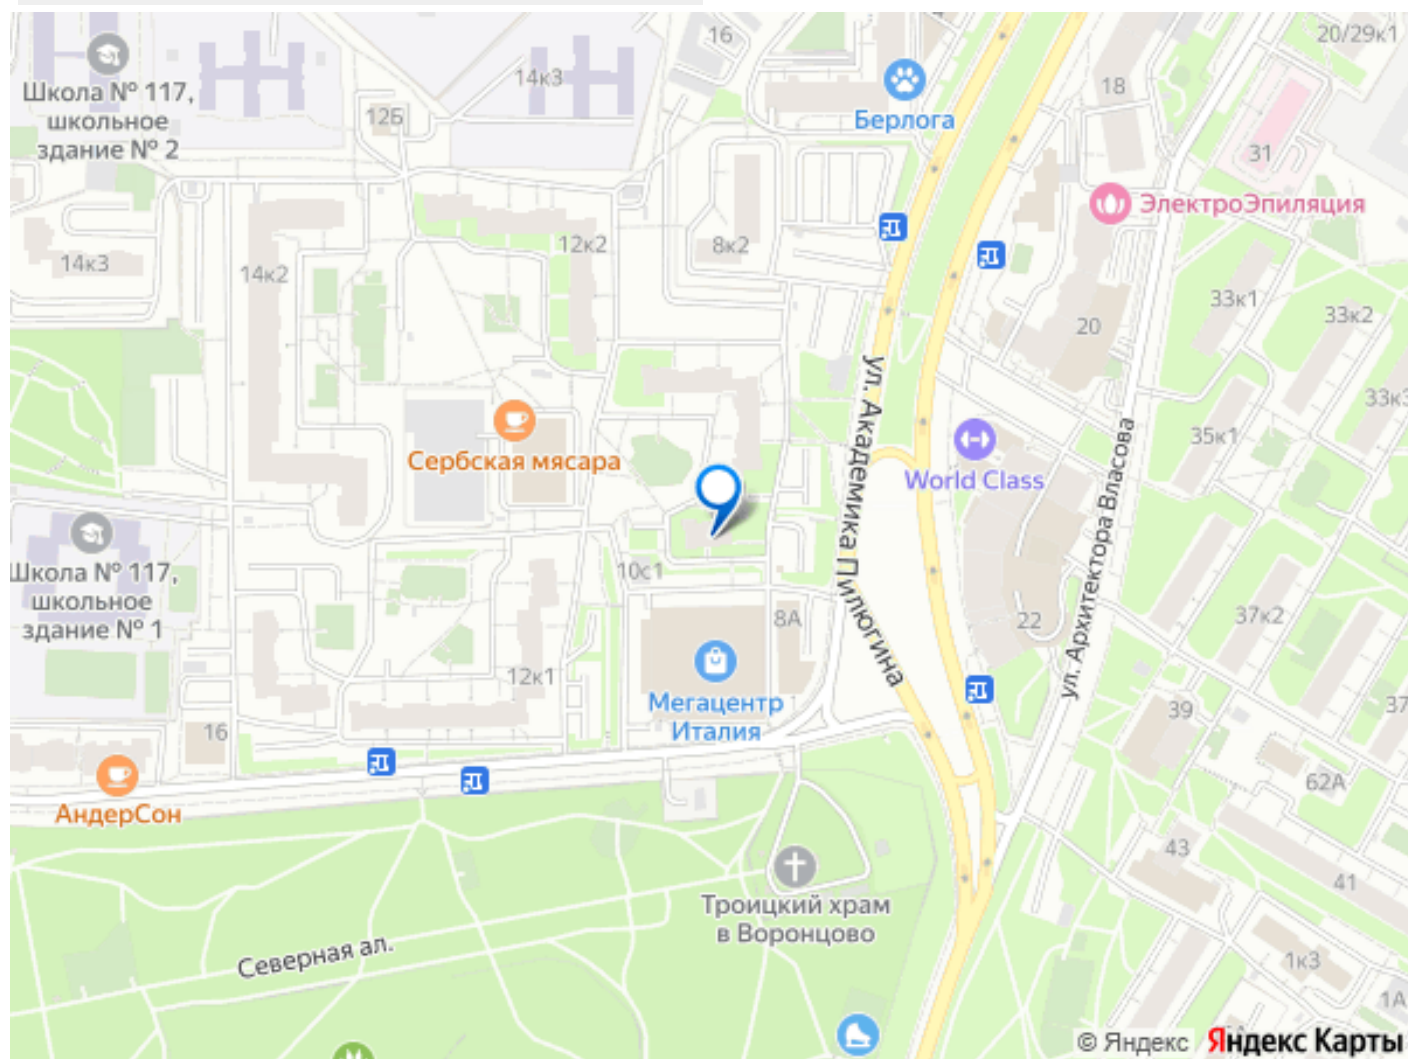 16
20/29к1
Школа № 117,
школьное
здание № 2
14к3
12Б
18
Берлога
31
ЭлектроЭпиляция
12к2
8к2
14к3
14к2
33к1
33к2
20
ул. Академика Пилюгина
33к3
ул. Архитектора Власова
35к1
Сербская мясара
World Class
Школа № 117,
школьное
здание № 1
10с1
8А
22
37к2
12к1
Мегацентр
Италия
39
37
16
62А
АндерСон
43
41
Троицкий храм
в Воронцово
Северная ал.
1к3
1А
© Яндекс Яндекс Карты